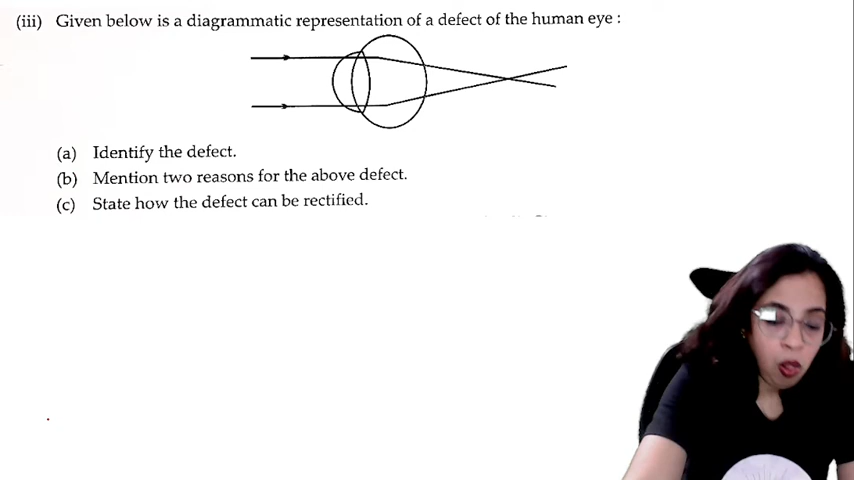 (iii) Given below is a diagrammatic representation of a defect of the human eye :
(a) Identify the defect.
(b) Mention two reasons for the above defect.
(c) State how the defect can be rectified.